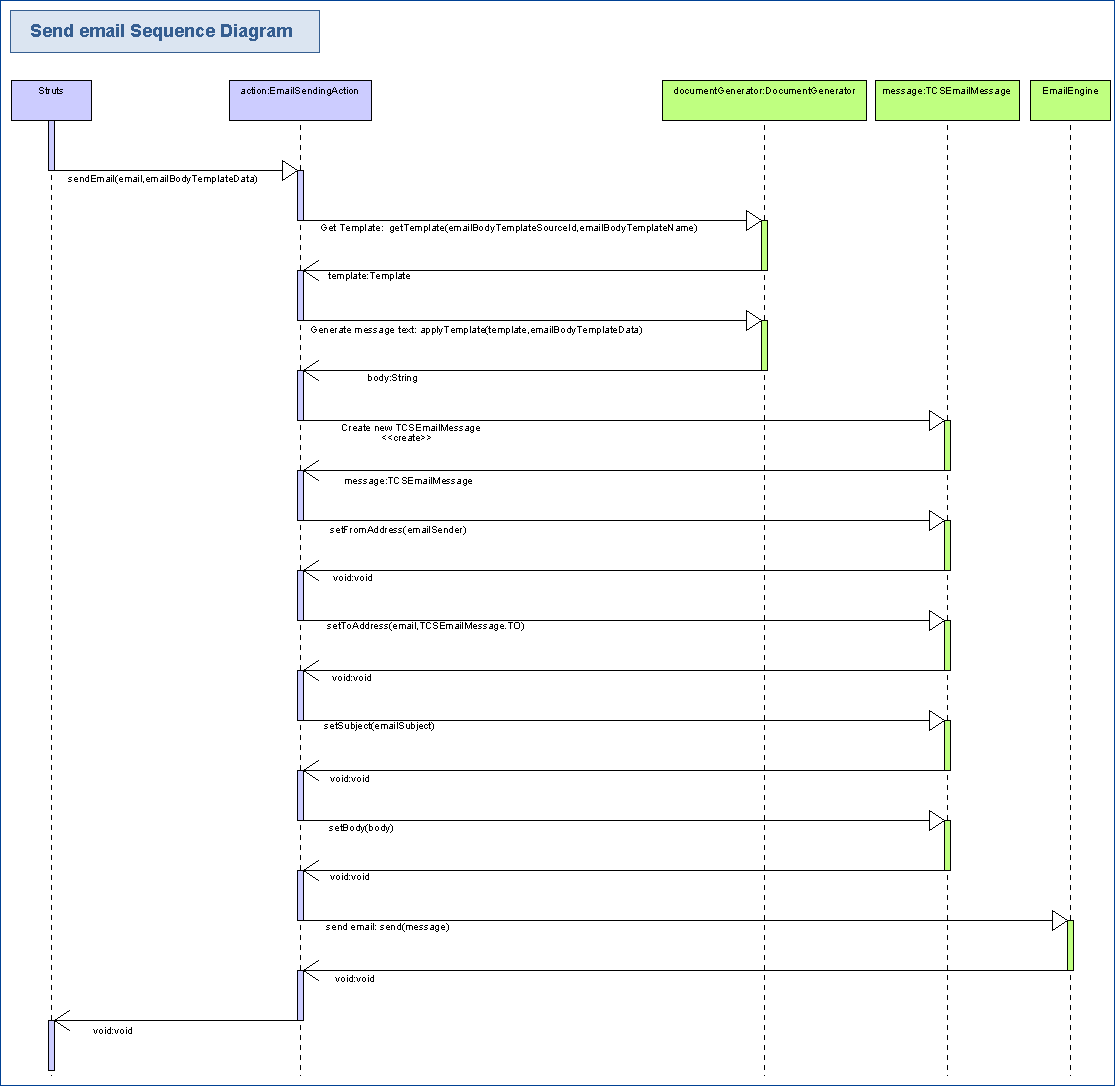 Send email Sequence Diagram
Struts
action:EmailSendingAction
documentGenerator:DocumentGenerator
message:TCSEmailMessage
EmailEngine
sendEmail(email,emailBodyTemplateData)
Get Template:  getTemplate(emailBodyTemplateSourceId,emailBodyTemplateName)
template:Template
Generate message text: applyTemplate(template,emailBodyTemplateData)
body:String
Create new TCSEmailMessage
<<create>>
message:TCSEmailMessage
setFromAddress(emailSender)
void:void
setToAddress(email,TCSEmailMessage.TO)
void:void
setSubject(emailSubject)
void:void
setBody(body)
void:void
send email: send(message)
void:void
void:void